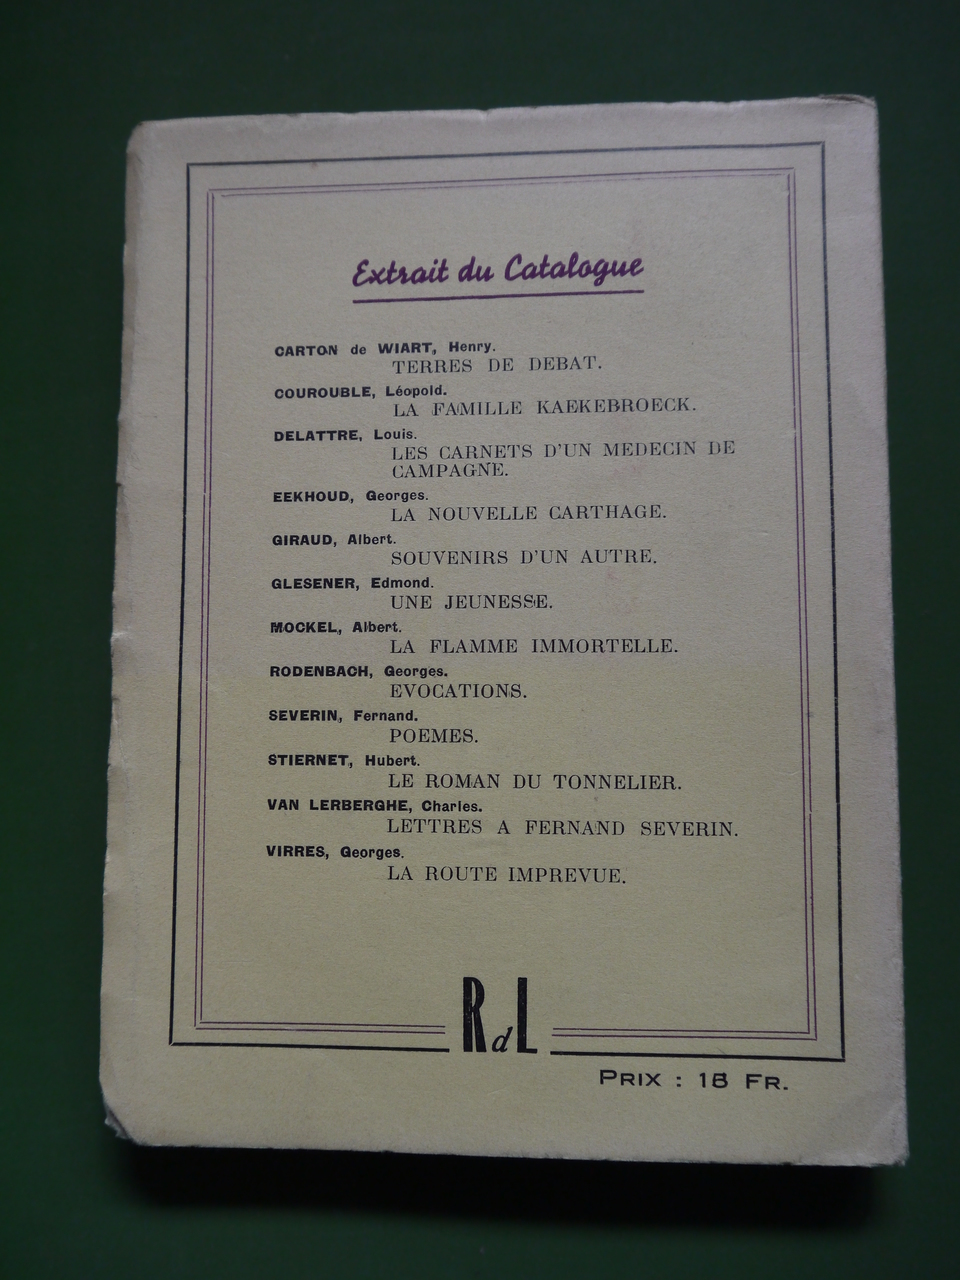 Extrait du Catalogue
CARTON de WIART, Henry.
TERRES DE DEBAT.
COUROUBLE, Léopold.
LA FAMILLE KAEKEBROECK.
DELATTRE, Louis.
LES CARNETS D'UN MEDECIN DE
CAMPAGNE.
EEKHOUD, Georges.
LA NOUVELLE CARTHAGE.
GIRAUD, Albert.
SOUVENIRS D'UN AUTRE.
GLESENER, Edmond.
UNE JEUNESSE.
MOCKEL, Albert.
LA FLAMME IMMORTELLE.
RODENBACH, Georges.
EVOCATIONS.
SEVERIN, Fernand.
POEMES.
STIERNET, Hubert.
LE ROMAN DU TONNELIER.
VAN LERBERGHE, Charles.
LETTRES A FERNAND SEVERIN.
VIRRES, Georges.
LA ROUTE IMPREVUE.
RdL
PRIX : 18 FR.